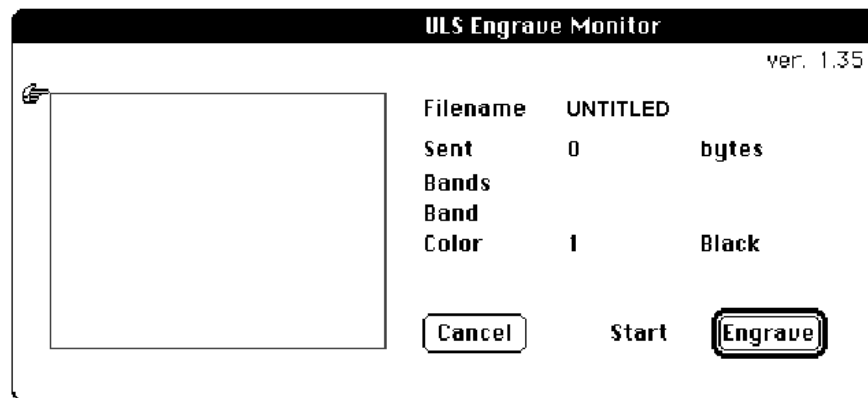 ULS Engrave Monitor
ver. 1.35
Filename UNTITLED
Sent 0 bytes
Bands
Band
Color 1 Black
Cancel Start Engrave